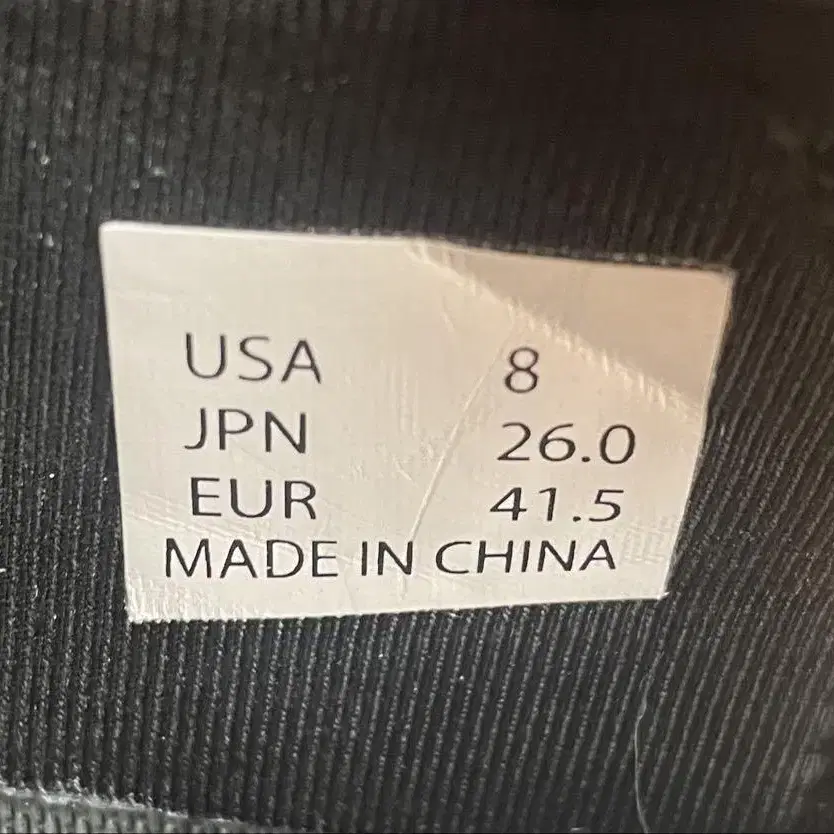 USA 8
JPN 26.0
EUR 41.5
MADE IN CHINA